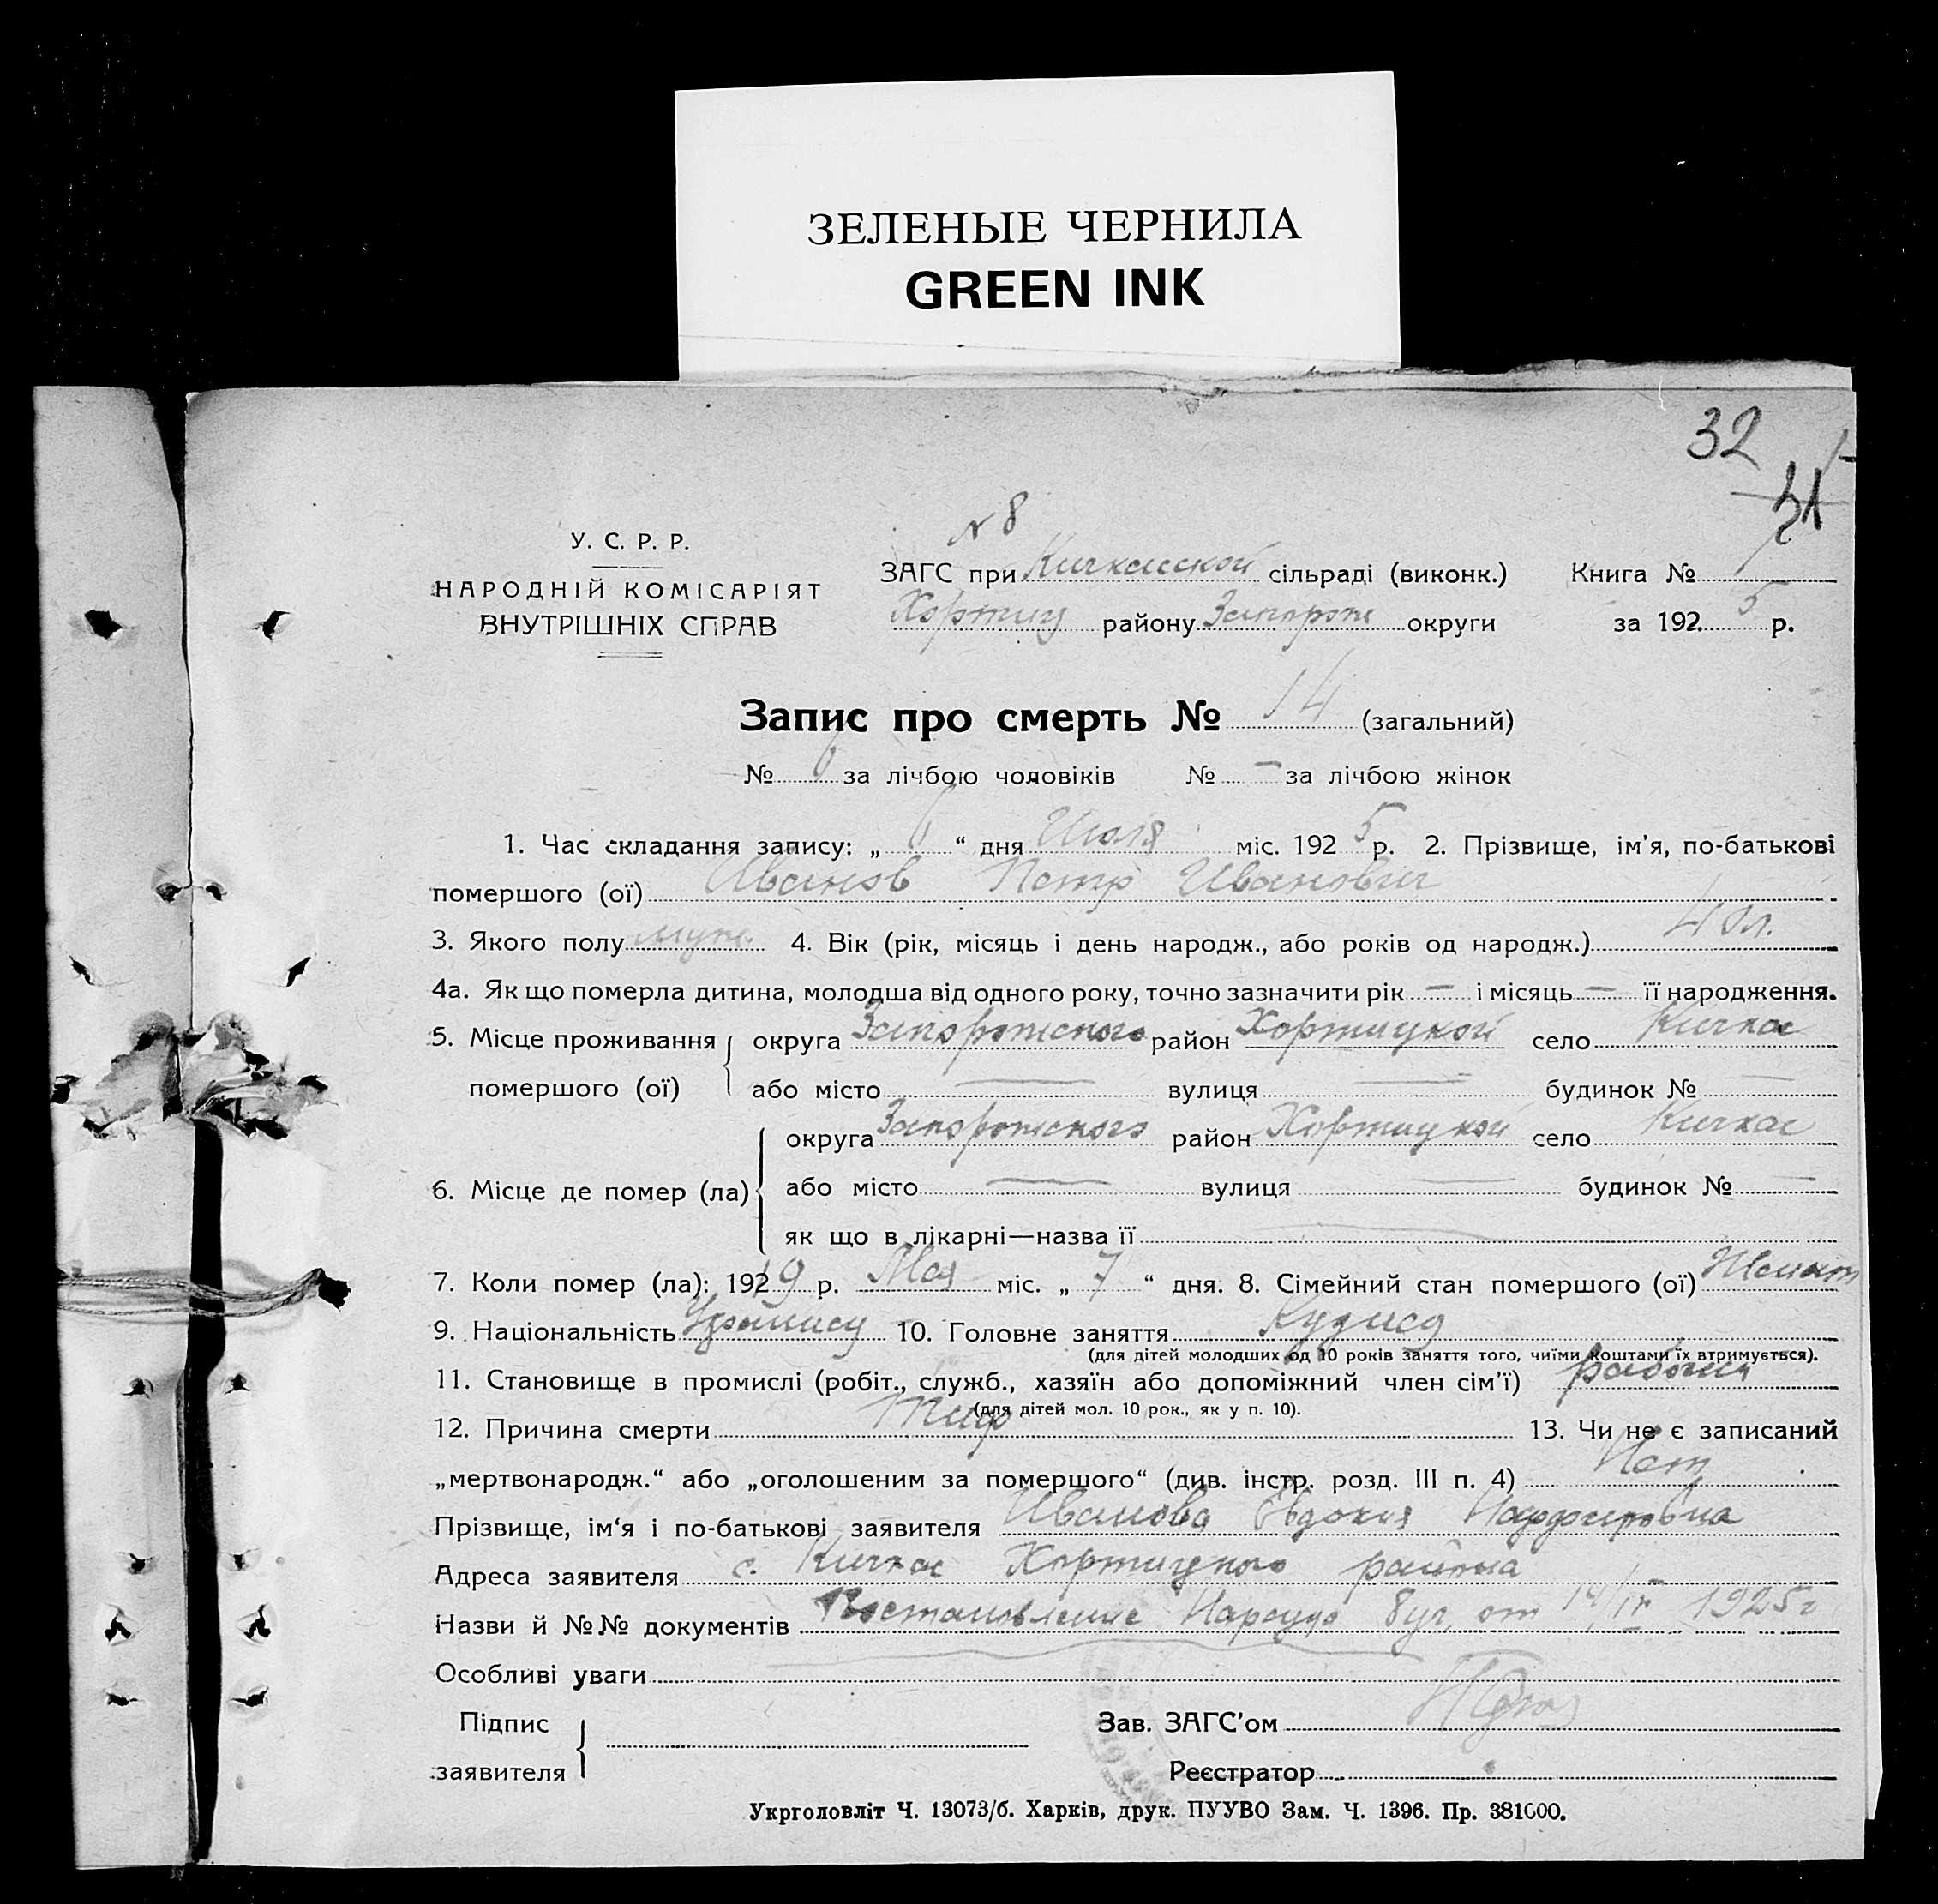 ЗЕЛЕНЫЕ ЧЕРНИЛА
GREEN INK
32
31
№ 8
У. С. Р. Р.
НАРОДНІЙ КОМІСАРІЯТ
ВНУТРІШНІХ СПРАВ
ЗАГС при Кичкасской сільраді (виконк.) Книга №
Хортиц району Запорож округи за 1925 р.
Запис про смерть № 14 (загальний)
№ 6 за лічбою чоловіків № — за лічбою жінок
1. Час складання запису: „ 6 “ дня Июля міс. 1925 р. 2. Прізвище, ім'я, по-батькові
помершого (ої) Иванов Петр Иванович
3. Якого полу муж. 4. Вік (рік, місяць і день народж., або років од народж.) 40 л.
4а. Як що померла дитина, молодша від одного року, точно зазначити рік — і місяць — її народження.
5. Місце проживання помершого (ої) округа Запорожского район Хортицкой село Кичкас
або місто — вулиця — будинок № —
6. Місце де помер (ла) округа Запорожского район Хортицкой село Кичкас
або місто — вулиця — будинок № —
як що в лікарні—назва її —
7. Коли помер (ла): 1919 р. Мая міс. „ 7 “ дня. 8. Сімейний стан помершого (ої) Женат
9. Національність 10. Головне заняття
(для дітей молодших од 10 років заняття того, чиїми коштами їх втримується).
11. Становище в промислі (робіт., служб., хазяїн або допоміжний член сім'ї) рабочий
(для дітей мол. 10 рок., як у п. 10).
12. Причина смерти Тиф 13. Чи не є записаний
„мертвонародж.“ або „оголошеним за помершого“ (див. інстр. розд. III п. 4) Нет
Прізвище, ім'я і по-батькові заявителя Иванова Евдокия
Адреса заявителя с. Кичкас Хортицкого района
Назви й №№ документів Постановление Нарсуда 8 уч. от 1925 г
Особливі уваги
Підпис заявителя
Зав. ЗАГС'ом
Реєстратор
Укрголовліт Ч. 13073/б. Харків, друк. ПУУВО Зам. Ч. 1396. Пр. 381000.